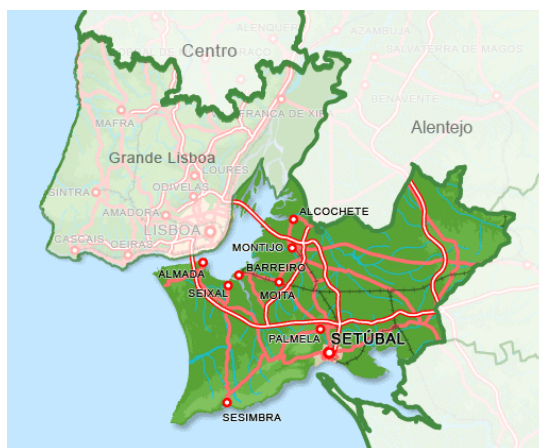 ALENQUER
AZAMBUJA
Centro
SALVATERRA DE MAGOS
VILA FRANCA DE XIRA
BENAVENTE
MAFRA
Alentejo
Grande Lisboa
LOURES
SINTRA
ODIVELAS
AMADORA
ALCOCHETE
LISBOA
CASCAIS
OEIRAS
MONTIJO
ALMADA
BARREIRO
SEIXAL
MOITA
PALMELA
SETÚBAL
SESIMBRA